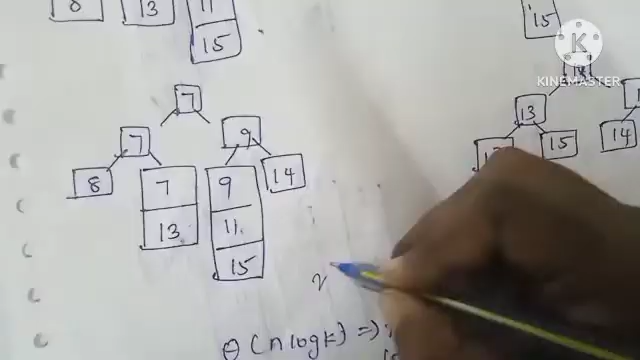 8 13 11
15
15
KINEMASTER
7
7 9
13
8 7 9 14
15 14
13 11
15
θ (n log k) =>